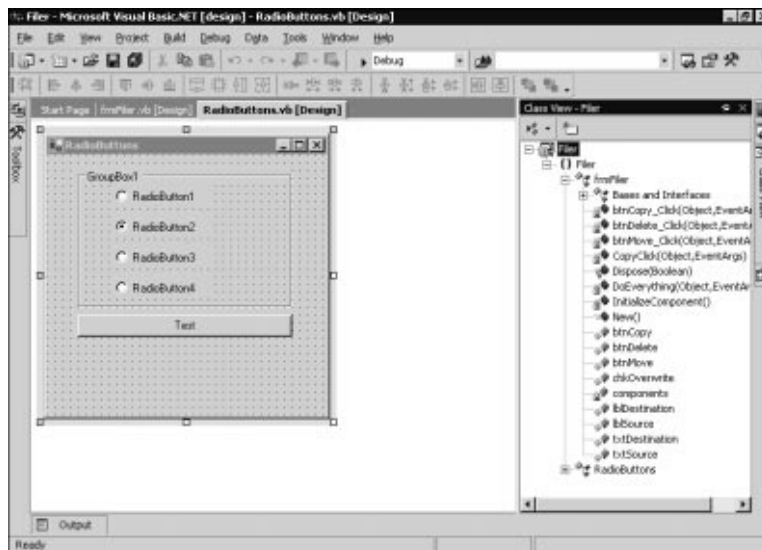 Filer - Microsoft Visual Basic.NET [design] - RadioButtons.vb [Design]
File Edit View Project Build Debug Data Tools Window Help
Debug
Start Page frmFiler.vb [Design] RadioButtons.vb [Design]
Class View - Filer
Toolbox
RadioButtons
GroupBox1
RadioButton1
RadioButton2
RadioButton3
RadioButton4
Test
Filer
{} Filer
frmFiler
Bases and Interfaces
btnCopy_Click(Object,EventA
btnDelete_Click(Object,Event
btnMove_Click(Object,EventA
CopyClick(Object,EventArgs)
Dispose(Boolean)
DoEverything(Object,EventAr
InitializeComponent()
New()
btnCopy
btnDelete
btnMove
chkOverwrite
components
lblDestination
lblSource
txtDestination
txtSource
RadioButtons
Output
Ready